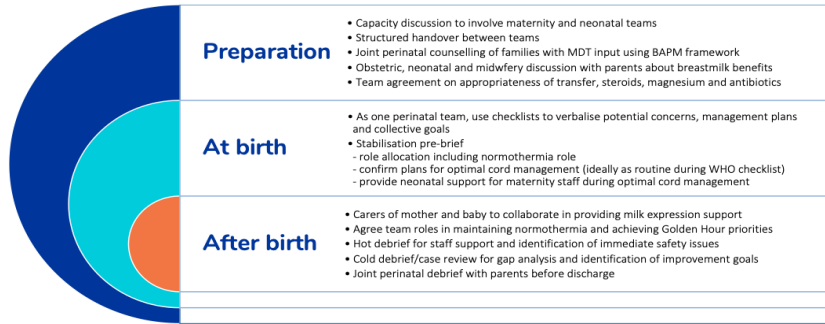 Preparation
• Capacity discussion to involve maternity and neonatal teams
• Structured handover between teams
• Joint perinatal counselling of families with MDT input using BAPM framework
• Obstetric, neonatal and midwfery discussion with parents about breastmilk benefits
• Team agreement on appropriateness of transfer, steroids, magnesium and antibiotics
At birth
• As one perinatal team, use checklists to verbalise potential concerns, management plans
and collective goals
• Stabilisation pre-brief
- role allocation including normothermia role
- confirm plans for optimal cord management (ideally as routine during WHO checklist)
- provide neonatal support for maternity staff during optimal cord management
After birth
• Carers of mother and baby to collaborate in providing milk expression support
• Agree team roles in maintaining normothermia and achieving Golden Hour priorities
• Hot debrief for staff support and identification of immediate safety issues
• Cold debrief/case review for gap analysis and identification of improvement goals
• Joint perinatal debrief with parents before discharge